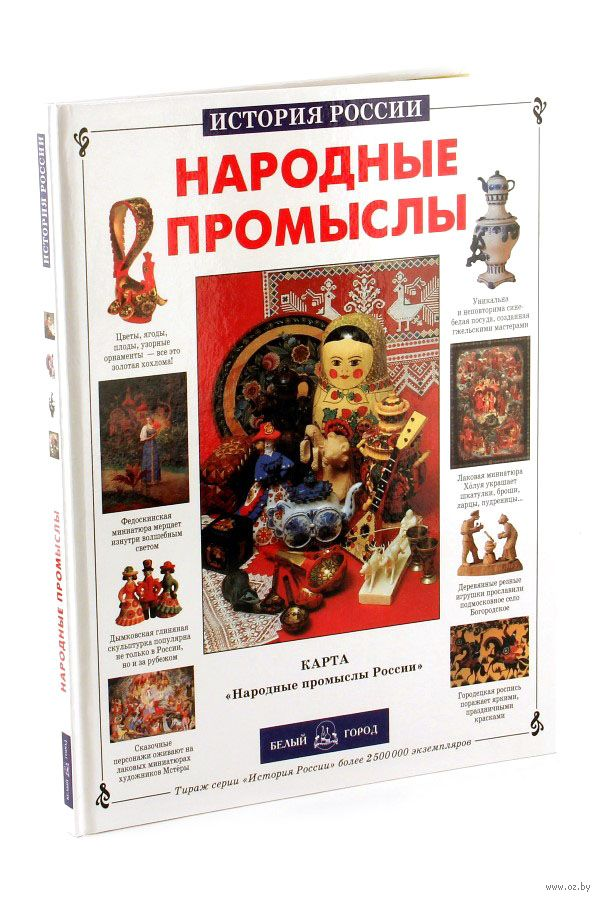 ИСТОРИЯ РОССИИ
НАРОДНЫЕ
ПРОМЫСЛЫ
Цветы, ягоды,
плоды, узорные
орнаменты — все это
золотая хохлома!
Федоскинская
миниатюра мерцает
изнутри волшебным
светом
Дымковская глиняная
скульптура популярна
не только в России,
но и за рубежом
Сказочные
персонажи оживают на
лаковых миниатюрах
художников Мстёры
Уникальна
и неповторима сине-
белая посуда, созданная
гжельскими мастерами
Лаковая миниатюра
Холуя украшает
шкатулки, броши,
ларцы, пудреницы...
Деревянные резные
игрушки прославили
подмосковное село
Богородское
Городецкая роспись
поражает яркими,
праздничными
красками
КАРТА
«Народные промыслы России»
БЕЛЫЙ ГОРОД
Тираж серии «История России» более 2 500 000 экземпляров
ИСТОРИЯ РОССИИ
НАРОДНЫЕ ПРОМЫСЛЫ
БЕЛЫЙ ГОРОД
www.oz.by